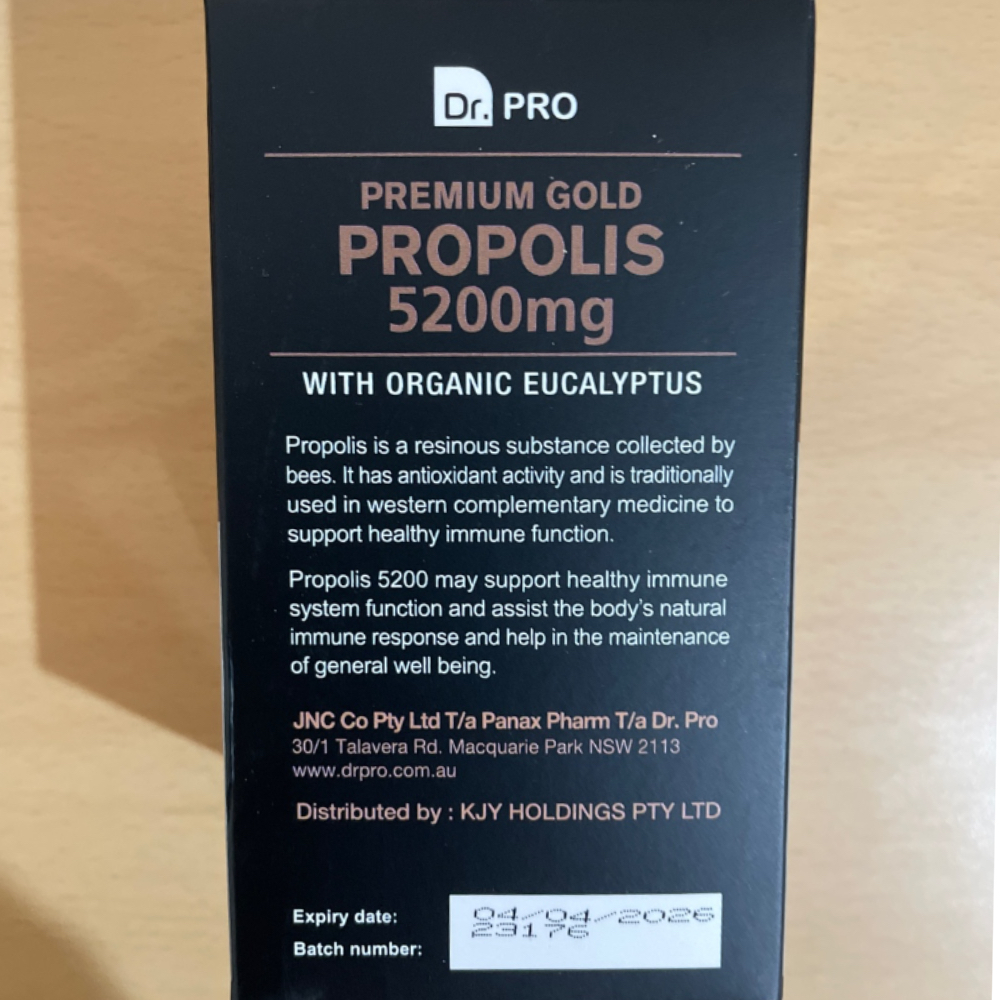 Dr. PRO
PREMIUM GOLD
PROPOLIS
5200mg
WITH ORGANIC EUCALYPTUS
Propolis is a resinous substance collected by
bees. It has antioxidant activity and is traditionally
used in western complementary medicine to
support healthy immune function.
Propolis 5200 may support healthy immune
system function and assist the body's natural
immune response and help in the maintenance
of general well being.
JNC Co Pty Ltd T/a Panax Pharm T/a Dr. Pro
30/1 Talavera Rd. Macquarie Park NSW 2113
www.drpro.com.au
Distributed by : KJY HOLDINGS PTY LTD
Expiry date: 04/04/2026
Batch number: 23176